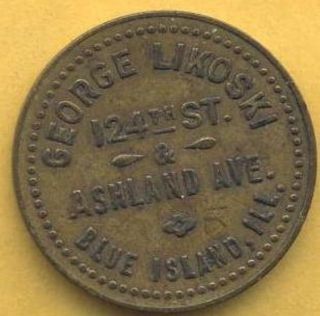 GEORGE LIKOSKI
124TH ST.
&
ASHLAND AVE.
BLUE ISLAND, ILL.